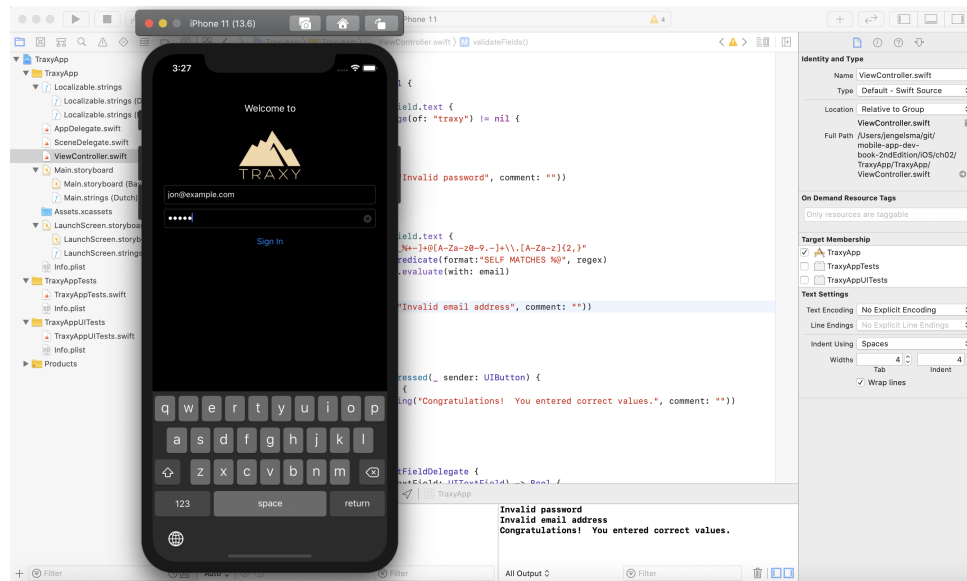 iPhone 11 (13.6)
Phone 11
4
TraxyApp
TraxyApp
ViewController.swift
validateFields()
TraxyApp
TraxyApp
Localizable.strings
Localizable.strings (D
Localizable.strings (
AppDelegate.swift
SceneDelegate.swift
ViewController.swift
Main.storyboard
Main.storyboard (Ba
Main.strings (Dutch)
Assets.xcassets
LaunchScreen.storyboa
LaunchScreen.storyb
LaunchScreen.strings
Info.plist
TraxyAppTests
TraxyAppTests.swift
Info.plist
TraxyAppUITests
TraxyAppUITests.swift
Info.plist
Products
Filter
3:27
Welcome to
TRAXY
jon@example.com
•••••
Sign In
q w e r t y u i o p
a s d f g h j k l
z x c v b n m
123 space return
l {
ield.text {
ge(of: "traxy") != nil {
"Invalid password", comment: ""))
ield.text {
_%+-]+@[A-Za-z0-9.-]+\\.[A-Za-z]{2,}"
redicate(format:"SELF MATCHES %@", regex)
.evaluate(with: email)
"Invalid email address", comment: ""))
ressed(_ sender: UIButton) {
{
ing("Congratulations!  You entered correct values.", comment: ""))
tFieldDelegate {
TraxyApp
Auto
Filter
Invalid password
Invalid email address
Congratulations!  You entered correct values.
All Output
Filter
Identity and Type
Name ViewController.swift
Type Default - Swift Source
Location Relative to Group
ViewController.swift
Full Path /Users/jengelsma/git/
mobile-app-dev-
book-2ndEdition/iOS/ch02/
TraxyApp/TraxyApp/
ViewController.swift
On Demand Resource Tags
Only resources are taggable
Target Membership
TraxyApp
TraxyAppTests
TraxyAppUITests
Text Settings
Text Encoding No Explicit Encoding
Line Endings No Explicit Line Endings
Indent Using Spaces
Widths 4 4
Tab Indent
Wrap lines